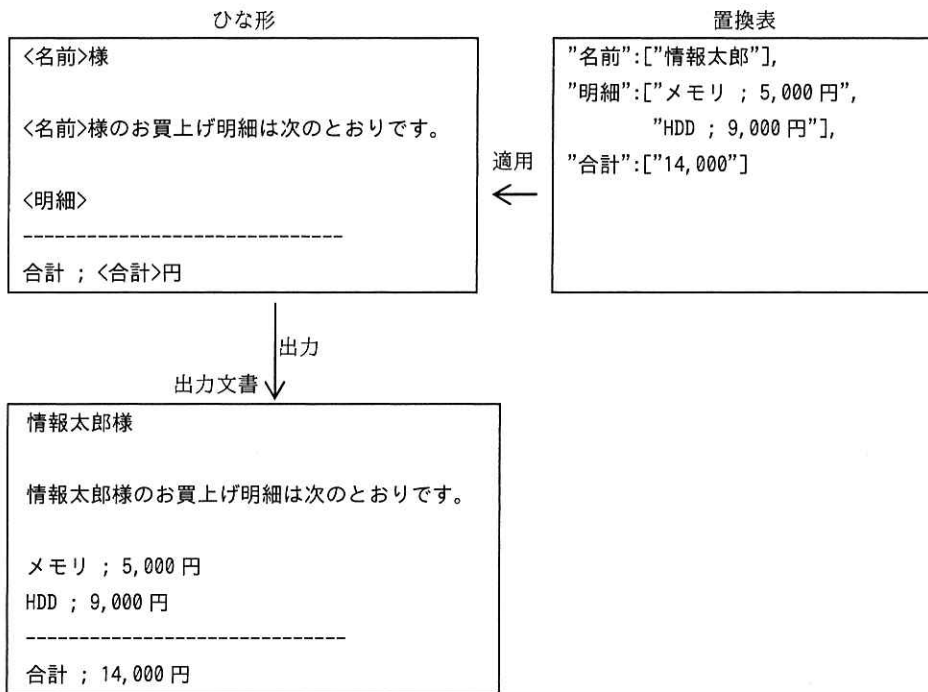 ひな形
<名前>様
<名前>様のお買上げ明細は次のとおりです。
<明細>
------------------------------
合計 ; <合計>円
置換表
”名前”:[”情報太郎”],
”明細”:[”メモリ ; 5,000 円”,
”HDD ; 9,000 円”],
”合計”:[”14,000”]
適用
出力
出力文書
情報太郎様
情報太郎様のお買上げ明細は次のとおりです。
メモリ ; 5,000 円
HDD ; 9,000 円
------------------------------
合計 ; 14,000 円